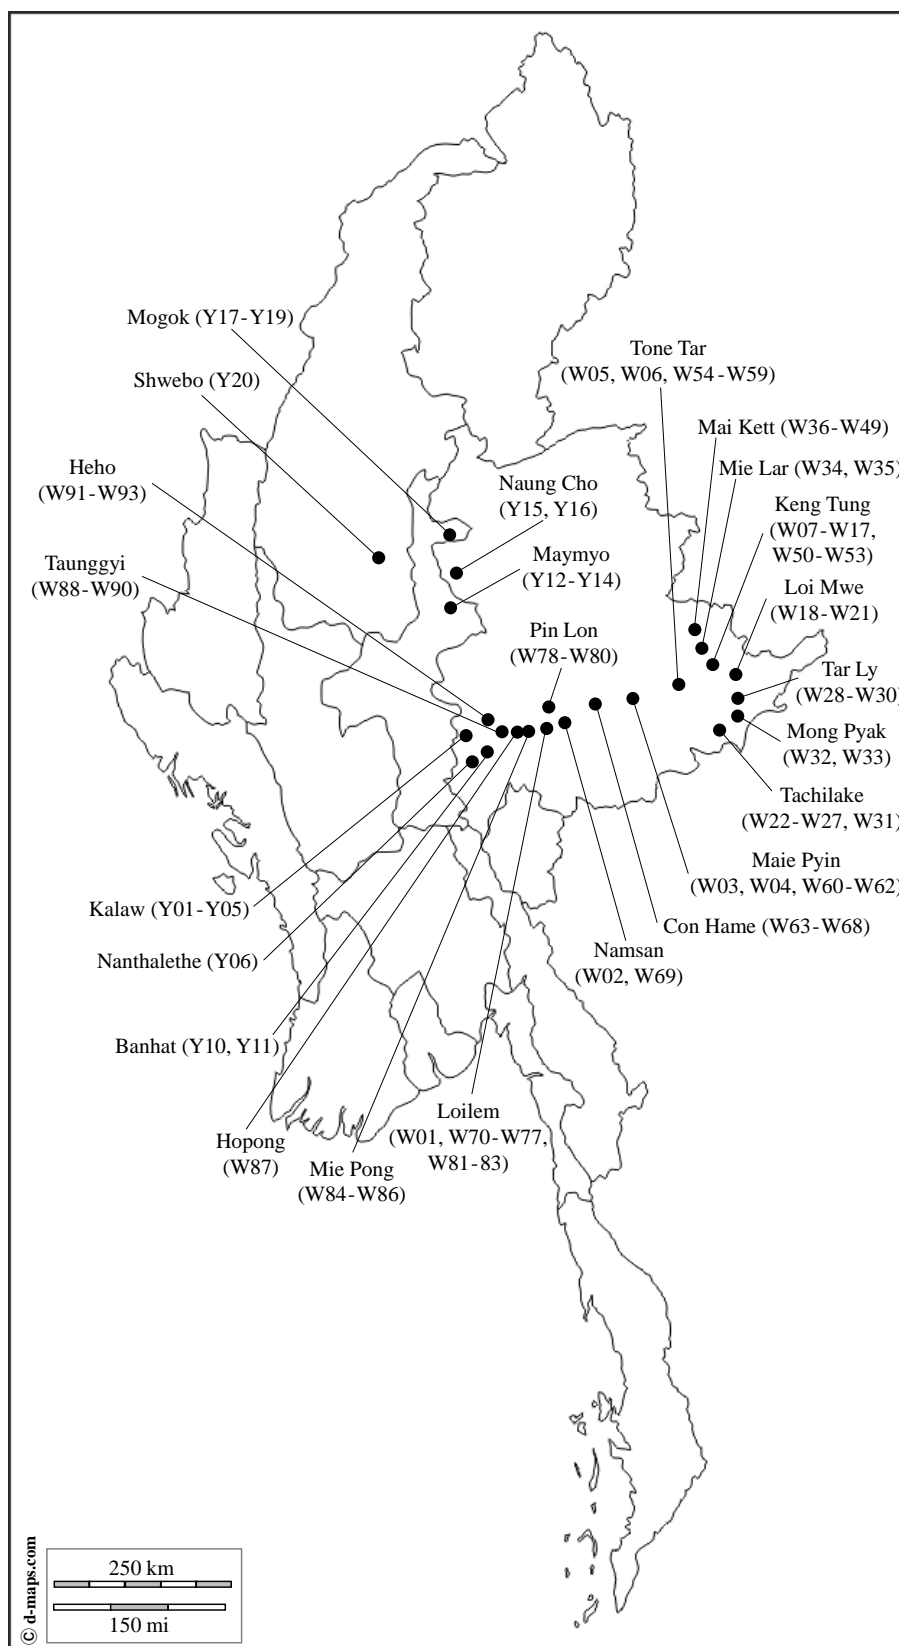 Mogok (Y17-Y19)
Shwebo (Y20)
Tone Tar
(W05, W06, W54-W59)
Mai Kett (W36-W49)
Mie Lar (W34, W35)
Heho
(W91-W93)
Naung Cho
(Y15, Y16)
Keng Tung
(W07-W17,
W50-W53)
Taunggyi
(W88-W90)
Maymyo
(Y12-Y14)
Loi Mwe
(W18-W21)
Pin Lon
(W78-W80)
Tar Ly
(W28-W30)
Mong Pyak
(W32, W33)
Tachilake
(W22-W27, W31)
Maie Pyin
(W03, W04, W60-W62)
Kalaw (Y01-Y05)
Con Hame (W63-W68)
Namsan
(W02, W69)
Nanthalethe (Y06)
Banhat (Y10, Y11)
Loilem
(W01, W70-W77,
W81-83)
Hopong
(W87)
Mie Pong
(W84-W86)
250 km
150 mi
© d-maps.com